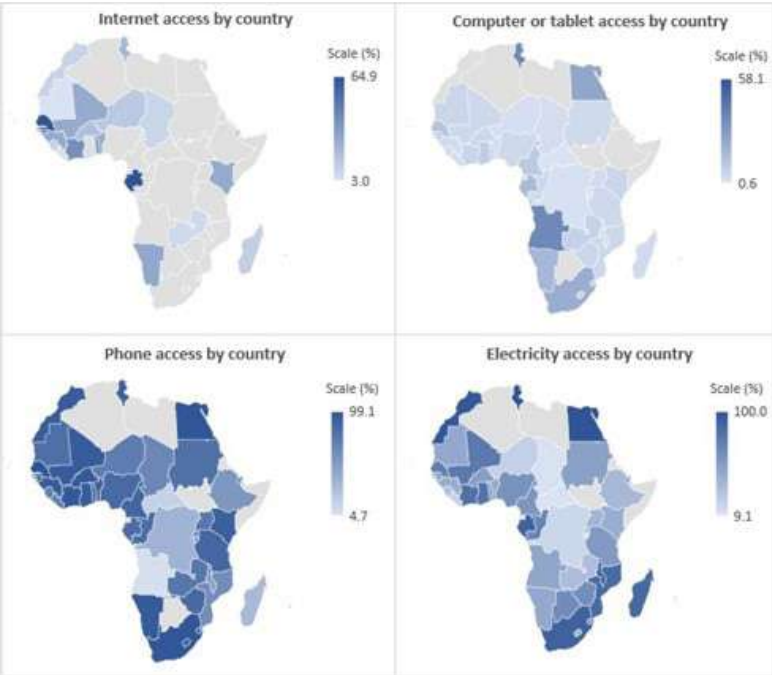 Internet access by country
Scale (%)
64.9
3.0
Computer or tablet access by country
Scale (%)
58.1
0.6
Phone access by country
Scale (%)
99.1
4.7
Electricity access by country
Scale (%)
100.0
9.1